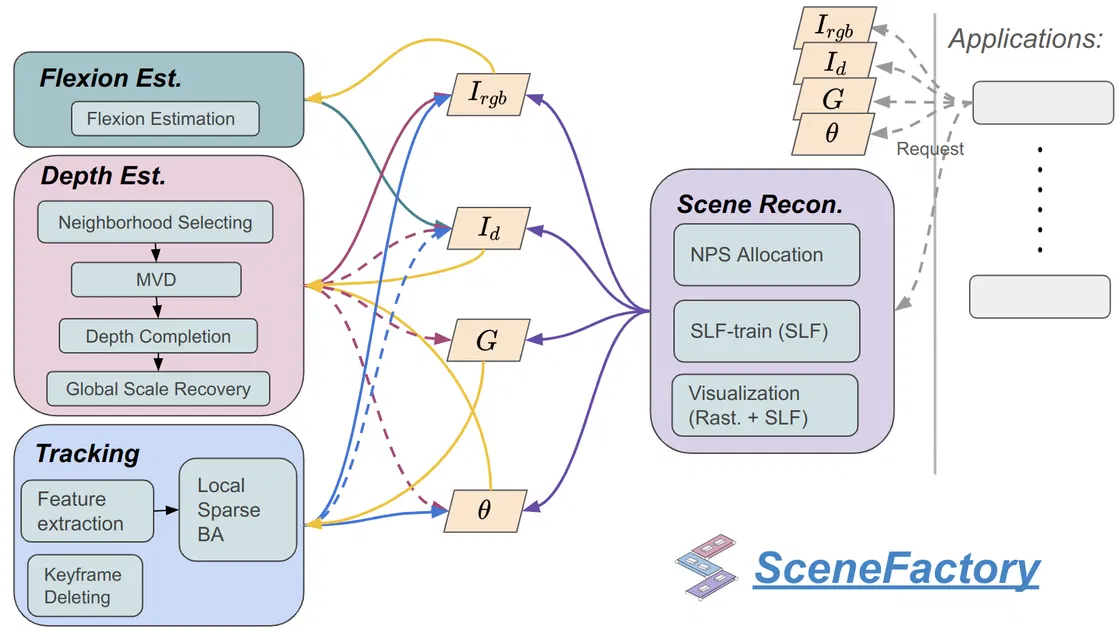 Flexion Est.
Flexion Estimation
Depth Est.
Neighborhood Selecting
MVD
Depth Completion
Global Scale Recovery
Tracking
Feature
extraction
Local
Sparse
BA
Keyframe
Deleting
I_rgb
I_d
G
θ
Scene Recon.
NPS Allocation
SLF-train (SLF)
Visualization
(Rast. + SLF)
I_rgb
I_d
G
θ
Request
Applications:
SceneFactory